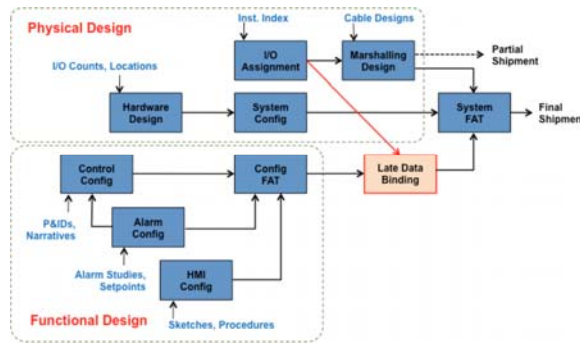 Physical Design
Inst. Index
Cable Designs
I/O
Assignment
Marshalling
Design
Partial
Shipment
I/O Counts, Locations
Hardware
Design
System
Config
System
FAT
Final
Shipment
Control
Config
Config
FAT
Late Data
Binding
P&IDs,
Narratives
Alarm
Config
Alarm Studies,
Setpoints
HMI
Config
Functional Design
Sketches, Procedures